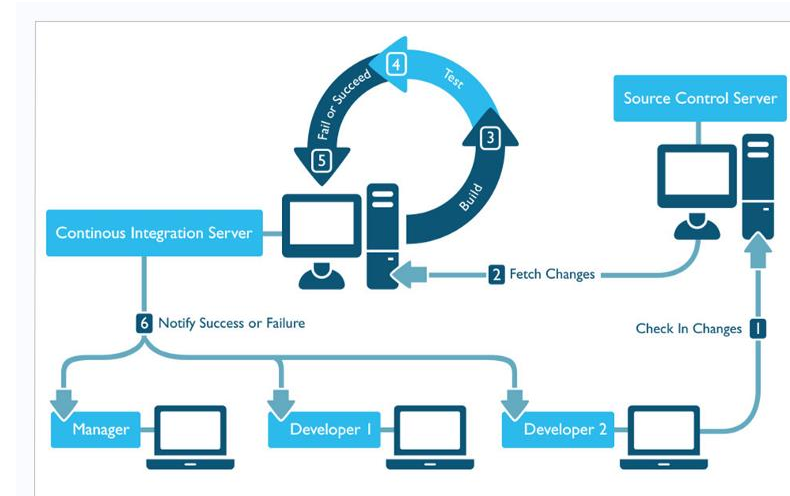 4
Test
Fail or Succeed
3
5
Build
Source Control Server
Continous Integration Server
2 Fetch Changes
6 Notify Success or Failure
Check In Changes 1
Manager
Developer 1
Developer 2